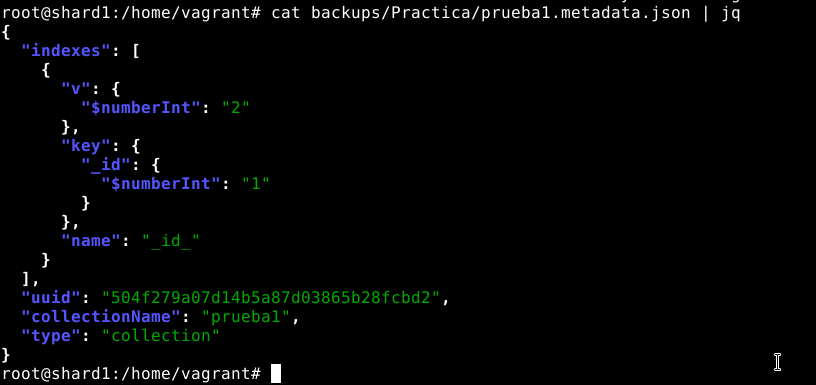 root@shard1:/home/vagrant# cat backups/Practica/prueba1.metadata.json | jq
{
  "indexes": [
    {
      "v": {
        "$numberInt": "2"
      },
      "key": {
        "_id": {
          "$numberInt": "1"
        }
      },
      "name": "_id_"
    }
  ],
  "uuid": "504f279a07d14b5a87d03865b28fcbd2",
  "collectionName": "prueba1",
  "type": "collection"
}
root@shard1:/home/vagrant#